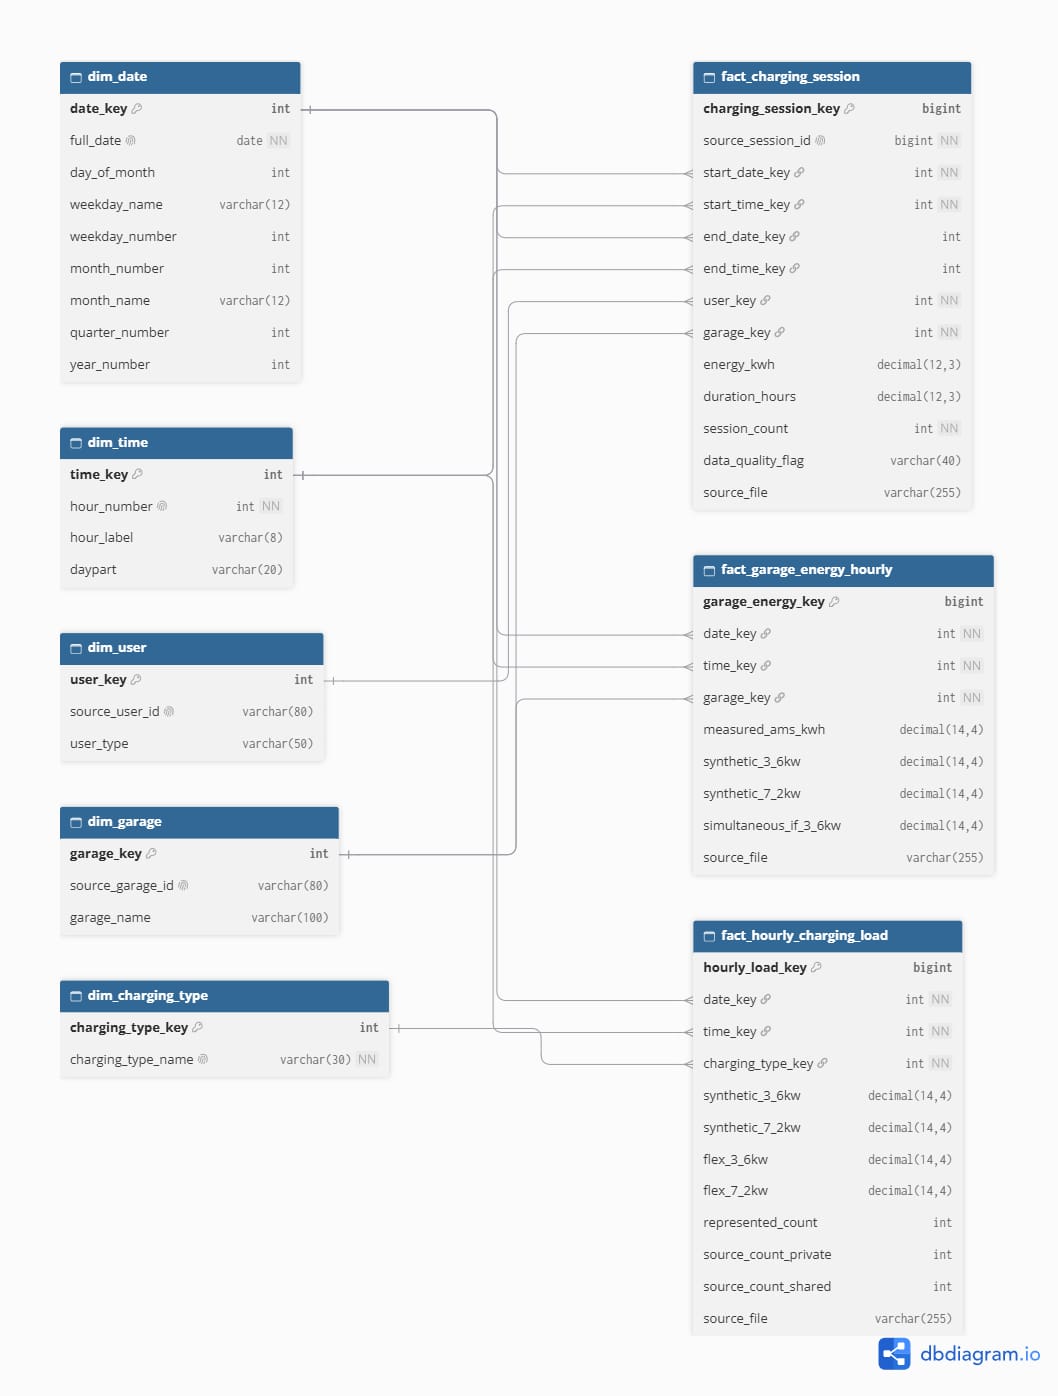 dim_date
date_key int
full_date date NN
day_of_month int
weekday_name varchar(12)
weekday_number int
month_number int
month_name varchar(12)
quarter_number int
year_number int
dim_time
time_key int
hour_number int NN
hour_label varchar(8)
daypart varchar(20)
dim_user
user_key int
source_user_id varchar(80)
user_type varchar(50)
dim_garage
garage_key int
source_garage_id varchar(80)
garage_name varchar(100)
dim_charging_type
charging_type_key int
charging_type_name varchar(30) NN
fact_charging_session
charging_session_key bigint
source_session_id bigint NN
start_date_key int NN
start_time_key int NN
end_date_key int
end_time_key int
user_key int NN
garage_key int NN
energy_kwh decimal(12,3)
duration_hours decimal(12,3)
session_count int NN
data_quality_flag varchar(40)
source_file varchar(255)
fact_garage_energy_hourly
garage_energy_key bigint
date_key int NN
time_key int NN
garage_key int NN
measured_ams_kwh decimal(14,4)
synthetic_3_6kw decimal(14,4)
synthetic_7_2kw decimal(14,4)
simultaneous_if_3_6kw decimal(14,4)
source_file varchar(255)
fact_hourly_charging_load
hourly_load_key bigint
date_key int NN
time_key int NN
charging_type_key int NN
synthetic_3_6kw decimal(14,4)
synthetic_7_2kw decimal(14,4)
flex_3_6kw decimal(14,4)
flex_7_2kw decimal(14,4)
represented_count int
source_count_private int
source_count_shared int
source_file varchar(255)
dbdiagram.io